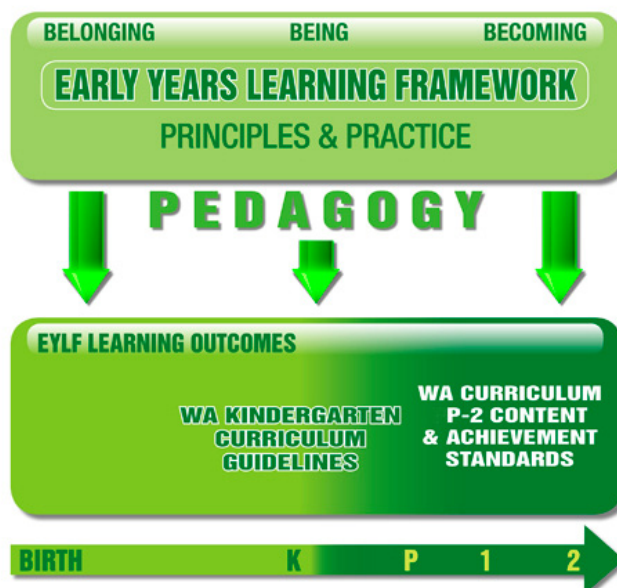 BELONGING BEING BECOMING
EARLY YEARS LEARNING FRAMEWORK
PRINCIPLES & PRACTICE
PEDAGOGY
EYLF LEARNING OUTCOMES
WA KINDERGARTEN
CURRICULUM
GUIDELINES
WA CURRICULUM
P-2 CONTENT
& ACHIEVEMENT
STANDARDS
BIRTH K P 1 2